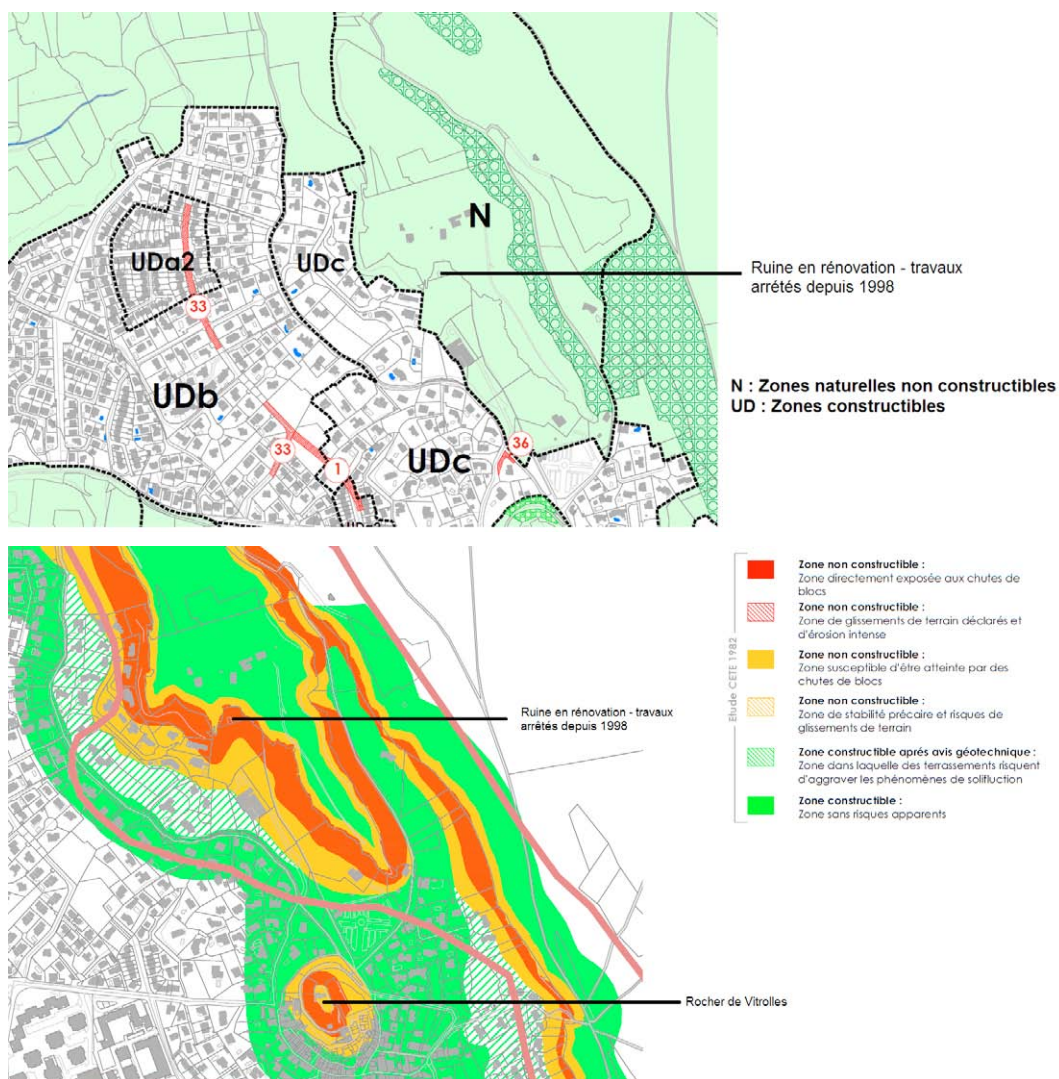 N
UDa2
UDc
Ruine en rénovation - travaux
arrêtés depuis 1998
33
N : Zones naturelles non constructibles
UD : Zones constructibles
UDb
33
1
UDc
36
Etude CETE 1982
Zone non constructible :
Zone directement exposée aux chutes de
blocs
Zone non constructible :
Zone de glissements de terrain déclarés et
d'érosion intense
Zone non constructible :
Zone susceptible d'être atteinte par des
chutes de blocs
Zone non constructible :
Zone de stabilité précaire et risques de
glissements de terrain
Zone constructible aprés avis géotechnique :
Zone dans laquelle des terrassements risquent
d'aggraver les phénomènes de solifluction
Zone constructible :
Zone sans risques apparents
Ruine en rénovation - travaux
arrêtés depuis 1998
Rocher de Vitrolles